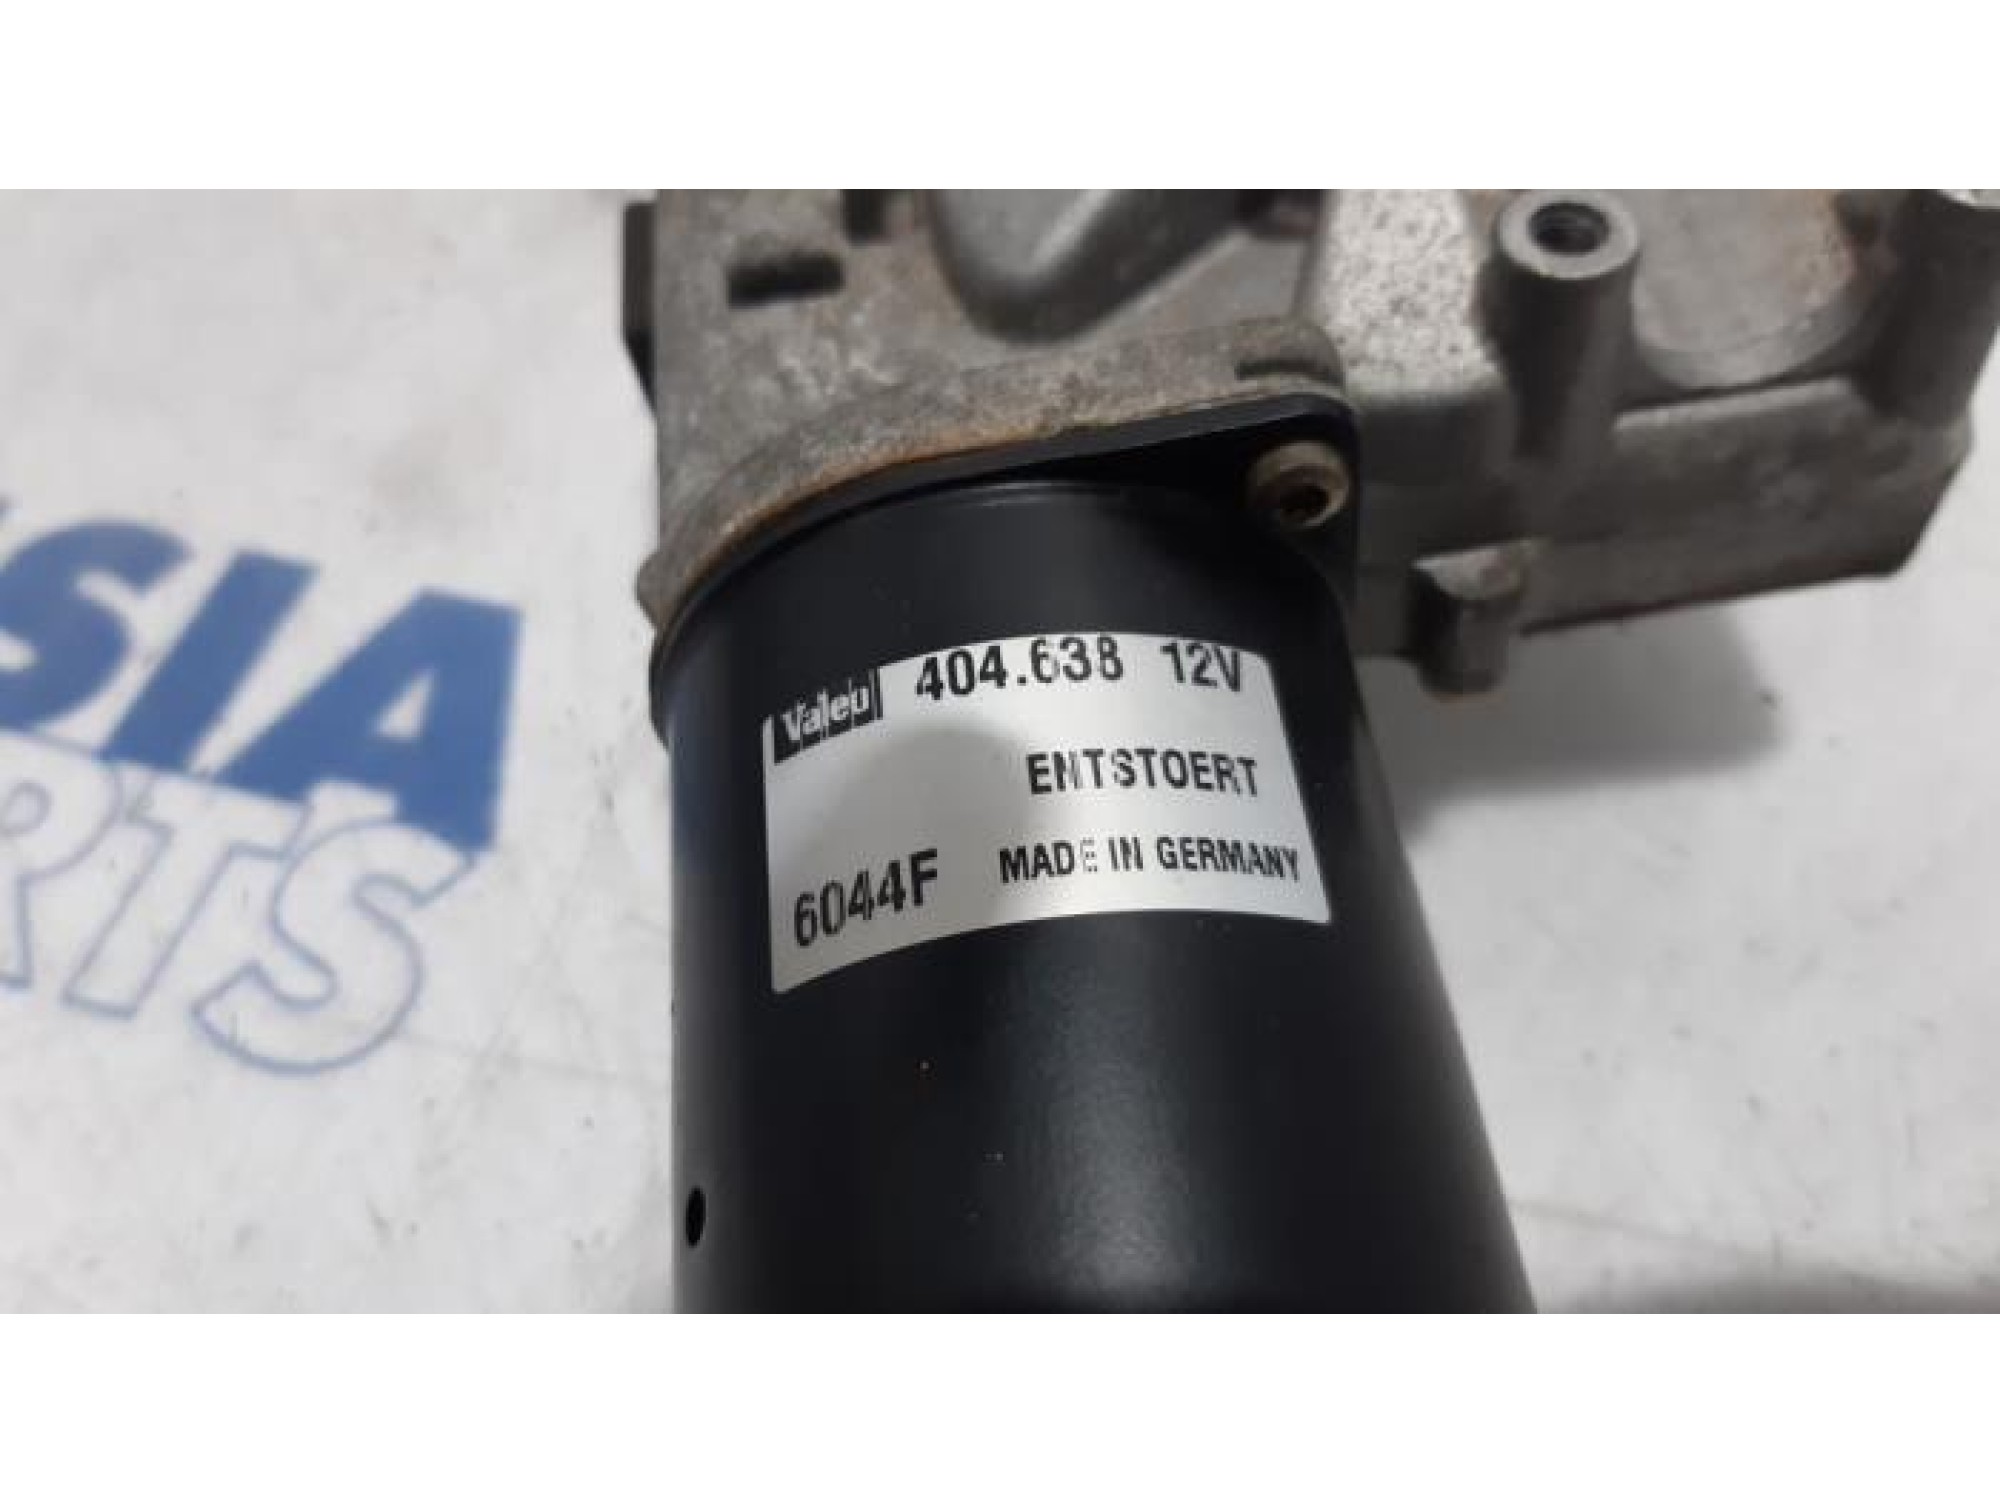 Valeo 404.638 12V
ENTSTOERT
6044F MADE IN GERMANY
SIA
RTS